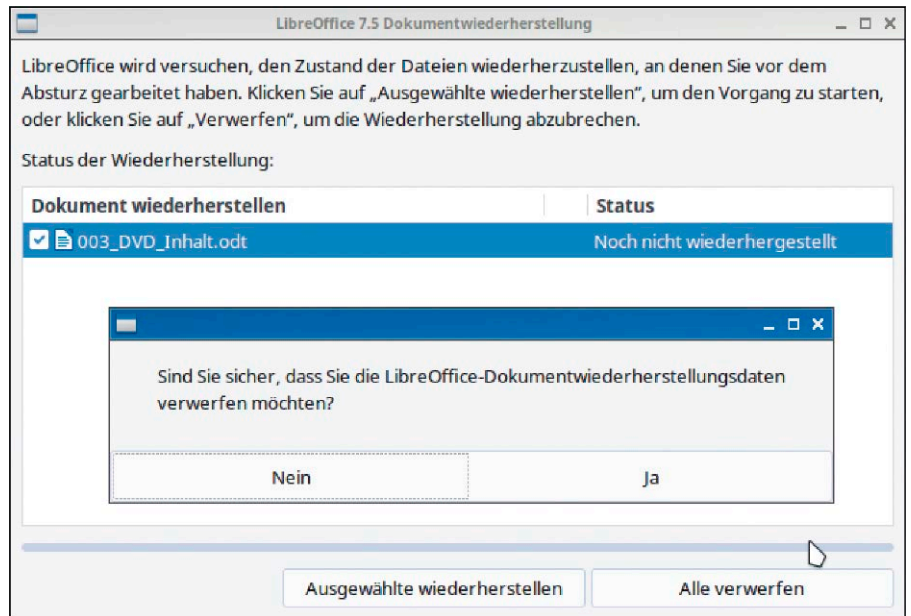 LibreOffice 7.5 Dokumentwiederherstellung
LibreOffice wird versuchen, den Zustand der Dateien wiederherzustellen, an denen Sie vor dem
Absturz gearbeitet haben. Klicken Sie auf „Ausgewählte wiederherstellen“, um den Vorgang zu starten,
oder klicken Sie auf „Verwerfen“, um die Wiederherstellung abzubrechen.
Status der Wiederherstellung:
Dokument wiederherstellen Status
003_DVD_Inhalt.odt Noch nicht wiederhergestellt
Sind Sie sicher, dass Sie die LibreOffice-Dokumentwiederherstellungsdaten
verwerfen möchten?
Nein Ja
Ausgewählte wiederherstellen Alle verwerfen